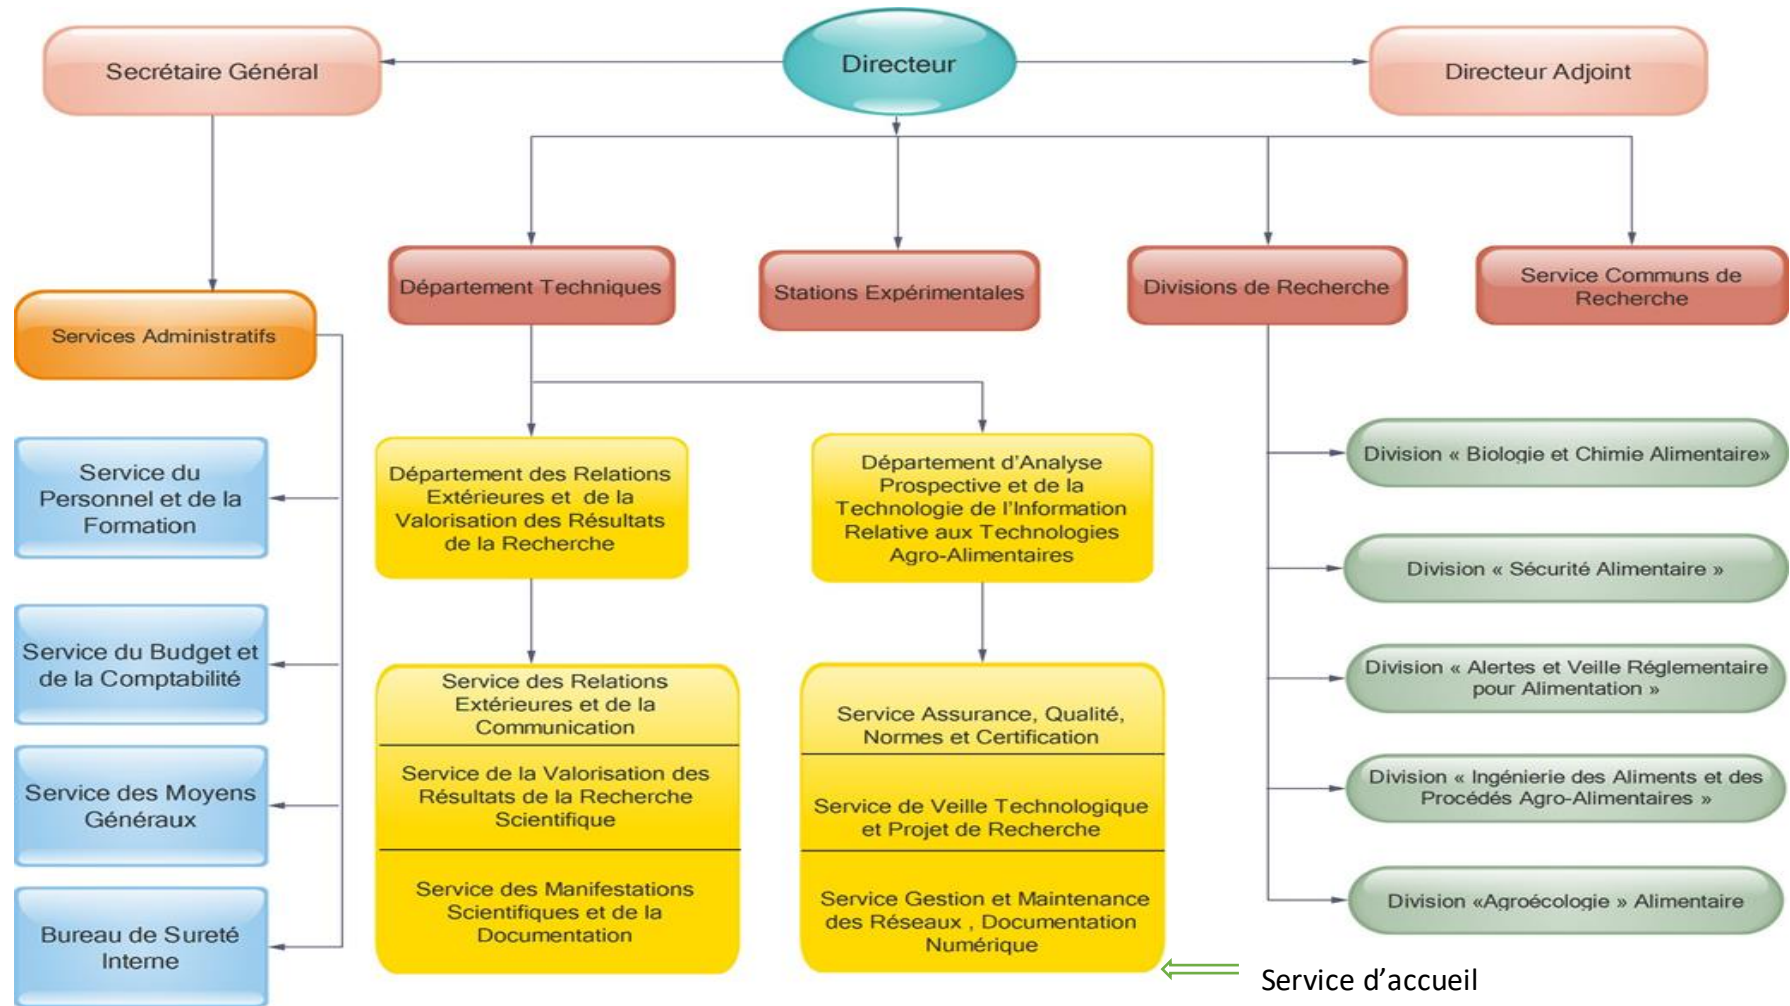 Directeur
Secrétaire Général
Directeur Adjoint
Services Administratifs
Département Techniques
Stations Expérimentales
Divisions de Recherche
Service Communs de
Recherche
Service du
Personnel et de la
Formation
Service du Budget et
de la Comptabilité
Service des Moyens
Généraux
Bureau de Sureté
Interne
Département des Relations
Extérieures et de la
Valorisation des Résultats
de la Recherche
Service des Relations
Extérieures et de la
Communication
Service de la Valorisation des
Résultats de la Recherche
Scientifique
Service des Manifestations
Scientifiques et de la
Documentation
Département d'Analyse
Prospective et de la
Technologie de l'Information
Relative aux Technologies
Agro-Alimentaires
Service Assurance, Qualité,
Normes et Certification
Service de Veille Technologique
et Projet de Recherche
Service Gestion et Maintenance
des Réseaux , Documentation
Numérique
Division « Biologie et Chimie Alimentaire»
Division « Sécurité Alimentaire »
Division « Alertes et Veille Réglementaire
pour Alimentation »
Division « Ingénierie des Aliments et des
Procédés Agro-Alimentaires »
Division «Agroécologie » Alimentaire
Service d'accueil